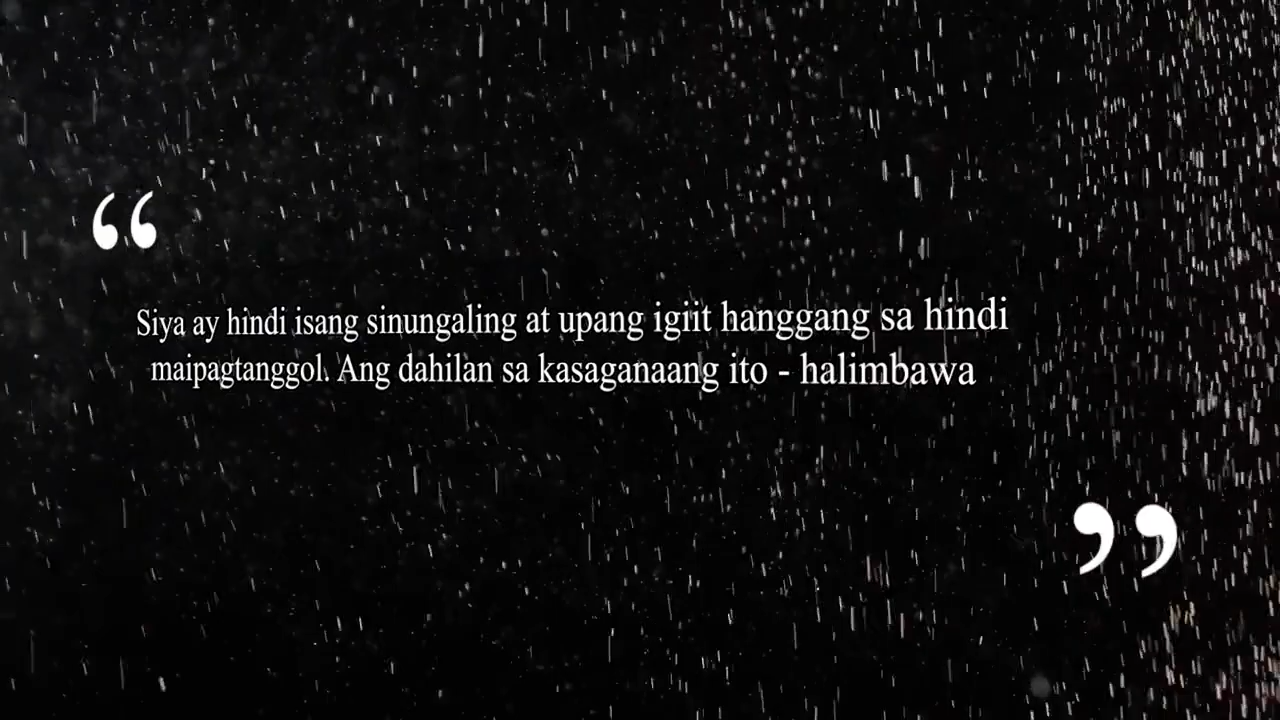 “
Siya ay hindi isang sinungaling at upang igiit hanggang sa hindi
maipagtanggol. Ang dahilan sa kasaganaang ito - halimbawa
”